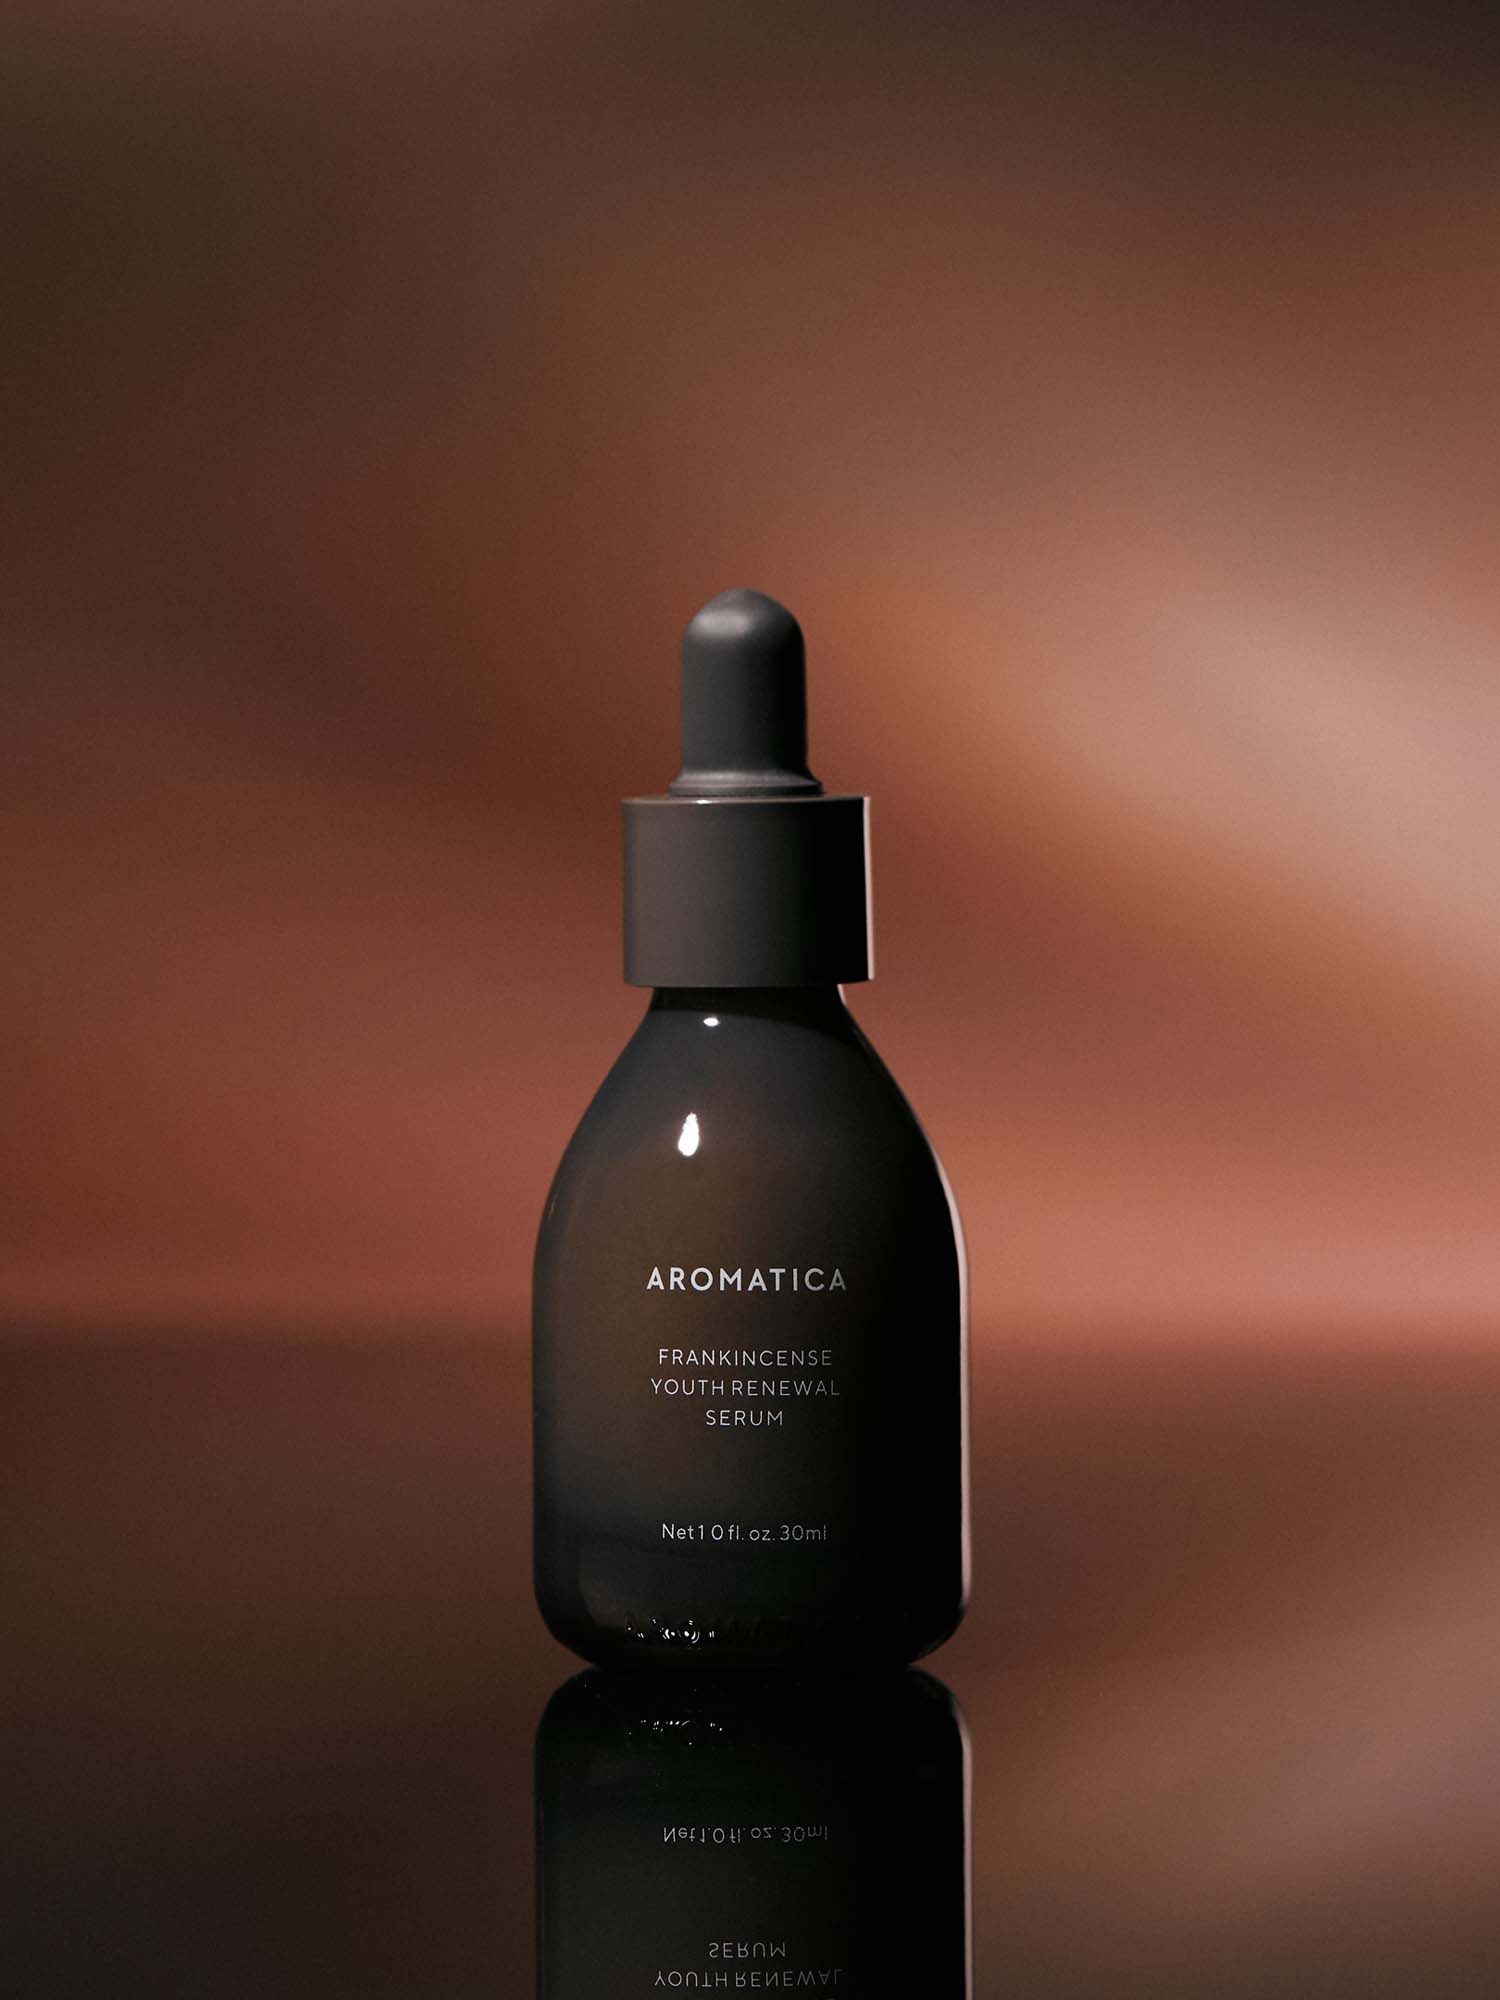 AROMATICA
FRANKINCENSE
YOUTH RENEWAL
SERUM
Net 1.0 fl. oz. 30ml